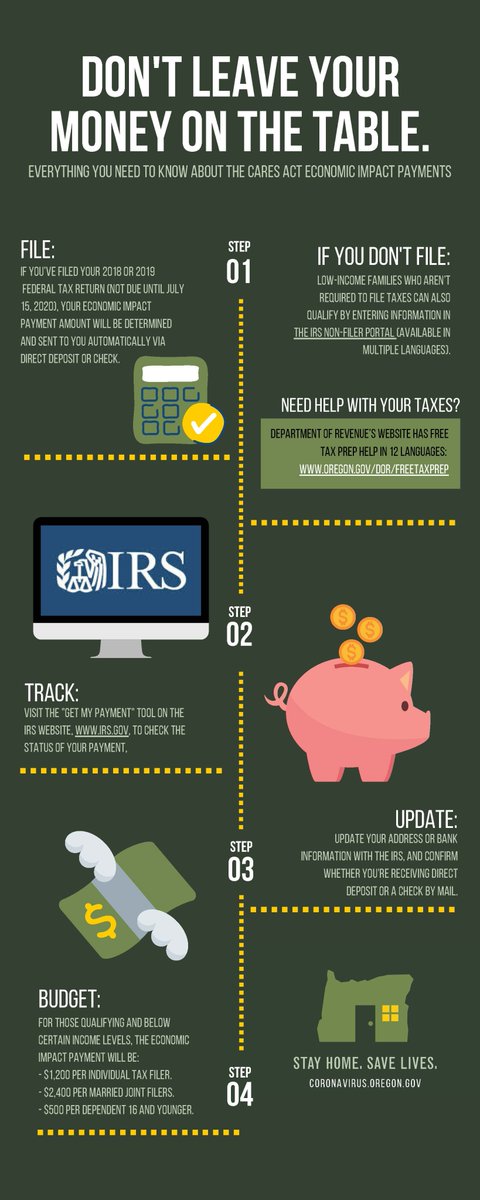 DON'T LEAVE YOUR
MONEY ON THE TABLE.
EVERYTHING YOU NEED TO KNOW ABOUT THE CARES ACT ECONOMIC IMPACT PAYMENTS
STEP
01
FILE:
IF YOU'VE FILED YOUR 2018 OR 2019
FEDERAL TAX RETURN (NOT DUE UNTIL JULY
15, 2020), YOUR ECONOMIC IMPACT
PAYMENT AMOUNT WILL BE DETERMINED
AND SENT TO YOU AUTOMATICALLY VIA
DIRECT DEPOSIT OR CHECK.
IF YOU DON'T FILE:
LOW-INCOME FAMILIES WHO AREN'T
REQUIRED TO FILE TAXES CAN ALSO
QUALIFY BY ENTERING INFORMATION IN
THE IRS NON-FILER PORTAL (AVAILABLE IN
MULTIPLE LANGUAGES).
NEED HELP WITH YOUR TAXES?
DEPARTMENT OF REVENUE'S WEBSITE HAS FREE
TAX PREP HELP IN 12 LANGUAGES:
WWW.OREGON.GOV/DOR/FREETAXPREP
IRS
STEP
02
TRACK:
VISIT THE "GET MY PAYMENT" TOOL ON THE
IRS WEBSITE, WWW.IRS.GOV, TO CHECK THE
STATUS OF YOUR PAYMENT,
$
$
$
STEP
03
UPDATE:
UPDATE YOUR ADDRESS OR BANK
INFORMATION WITH THE IRS, AND CONFIRM
WHETHER YOU'RE RECEIVING DIRECT
DEPOSIT OR A CHECK BY MAIL.
$
BUDGET:
FOR THOSE QUALIFYING AND BELOW
CERTAIN INCOME LEVELS, THE ECONOMIC
IMPACT PAYMENT WILL BE:
- $1,200 PER INDIVIDUAL TAX FILER.
- $2,400 PER MARRIED JOINT FILERS.
- $500 PER DEPENDENT 16 AND YOUNGER.
STEP
04
STAY HOME. SAVE LIVES.
CORONAVIRUS.OREGON.GOV